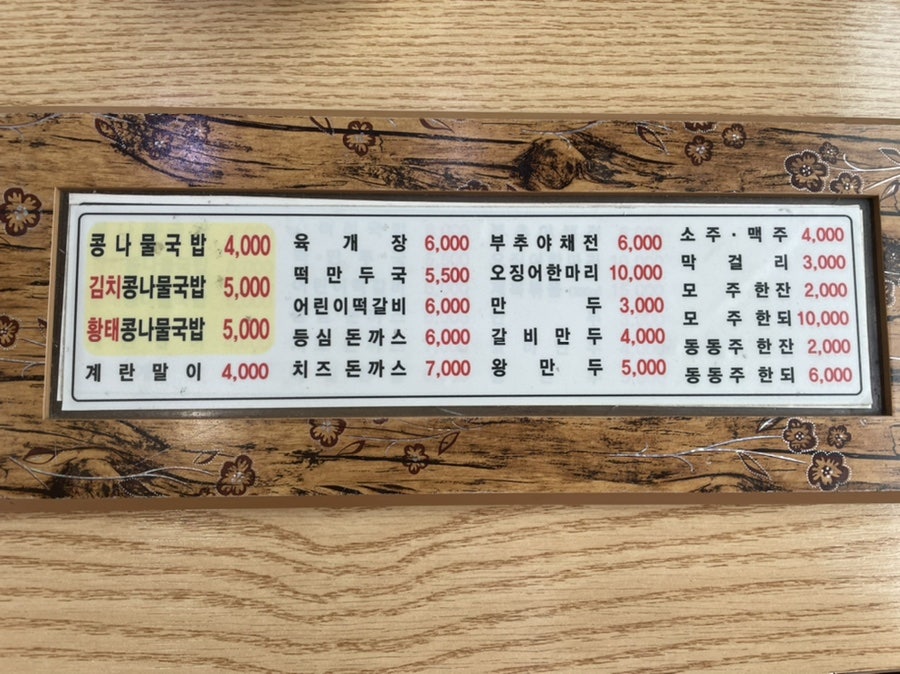 콩나물국밥 4,000
김치콩나물국밥 5,000
황태콩나물국밥 5,000
계란말이 4,000
육개장 6,000
떡만두국 5,500
어린이떡갈비 6,000
등심돈까스 6,000
치즈돈까스 7,000
부추야채전 6,000
오징어한마리 10,000
만두 3,000
갈비만두 4,000
왕만두 5,000
소주·맥주 4,000
막걸리 3,000
모주한잔 2,000
모주한되 10,000
동동주한잔 2,000
동동주한되 6,000